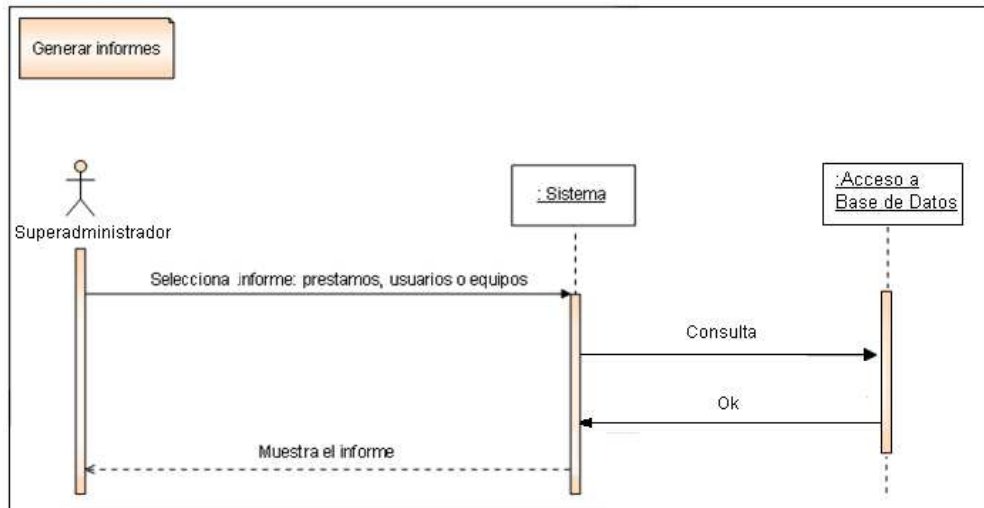 Generar informes
: Sistema
:Acceso a
Base de Datos
Superadministrador
Selecciona informe: prestamos, usuarios o equipos
Consulta
Ok
Muestra el informe